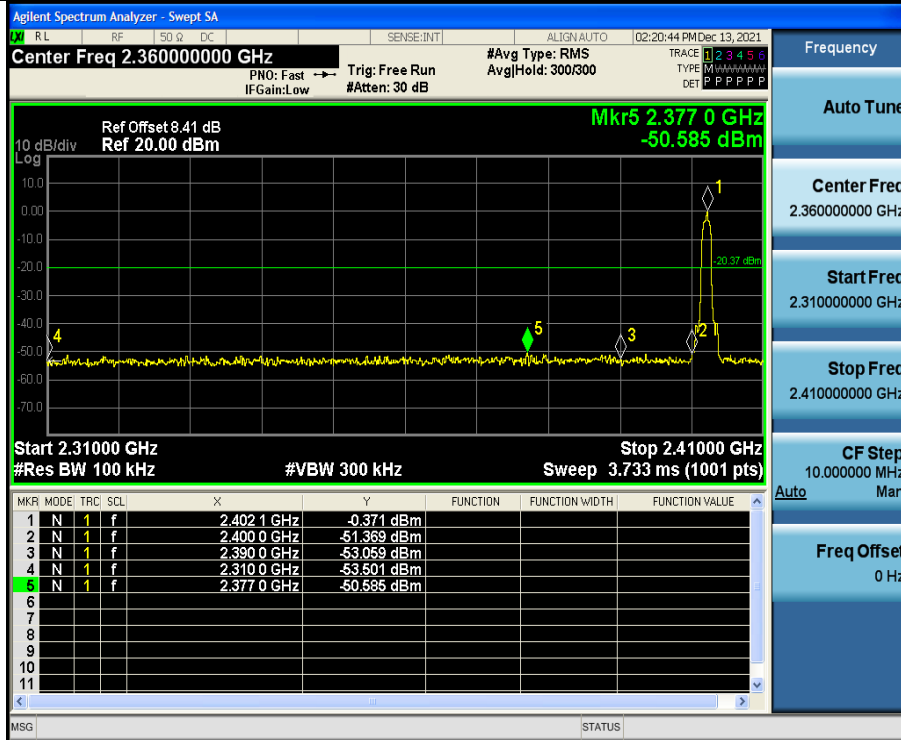 Agilent Spectrum Analyzer - Swept SA
LXI RL RF 50 Ω DC SENSE:INT ALIGN AUTO 02:20:44 PM Dec 13, 2021
Center Freq 2.360000000 GHz
PNO: Fast
IFGain:Low
Trig: Free Run
#Atten: 30 dB
#Avg Type: RMS
Avg|Hold: 300/300
TRACE 1 2 3 4 5 6
TYPE M
DET P P P P P P
Mkr5 2.377 0 GHz
-50.585 dBm
Ref Offset 8.41 dB
10 dB/div Ref 20.00 dBm
Log
10.0
0.00
-10.0
-20.0
-30.0
-40.0
-50.0
-60.0
-70.0
1
-20.37 dBm
4
5
3
2
Start 2.31000 GHz Stop 2.41000 GHz
#Res BW 100 kHz #VBW 300 kHz Sweep 3.733 ms (1001 pts)
MKR MODE TRC SCL X Y FUNCTION FUNCTION WIDTH FUNCTION VALUE
1 N 1 f 2.402 1 GHz -0.371 dBm
2 N 1 f 2.400 0 GHz -51.369 dBm
3 N 1 f 2.390 0 GHz -53.059 dBm
4 N 1 f 2.310 0 GHz -53.501 dBm
5 N 1 f 2.377 0 GHz -50.585 dBm
6
7
8
9
10
11
MSG STATUS
Frequency
Auto Tune
Center Freq
2.360000000 GHz
Start Freq
2.310000000 GHz
Stop Freq
2.410000000 GHz
CF Step
10.000000 MHz
Auto Man
Freq Offset
0 Hz